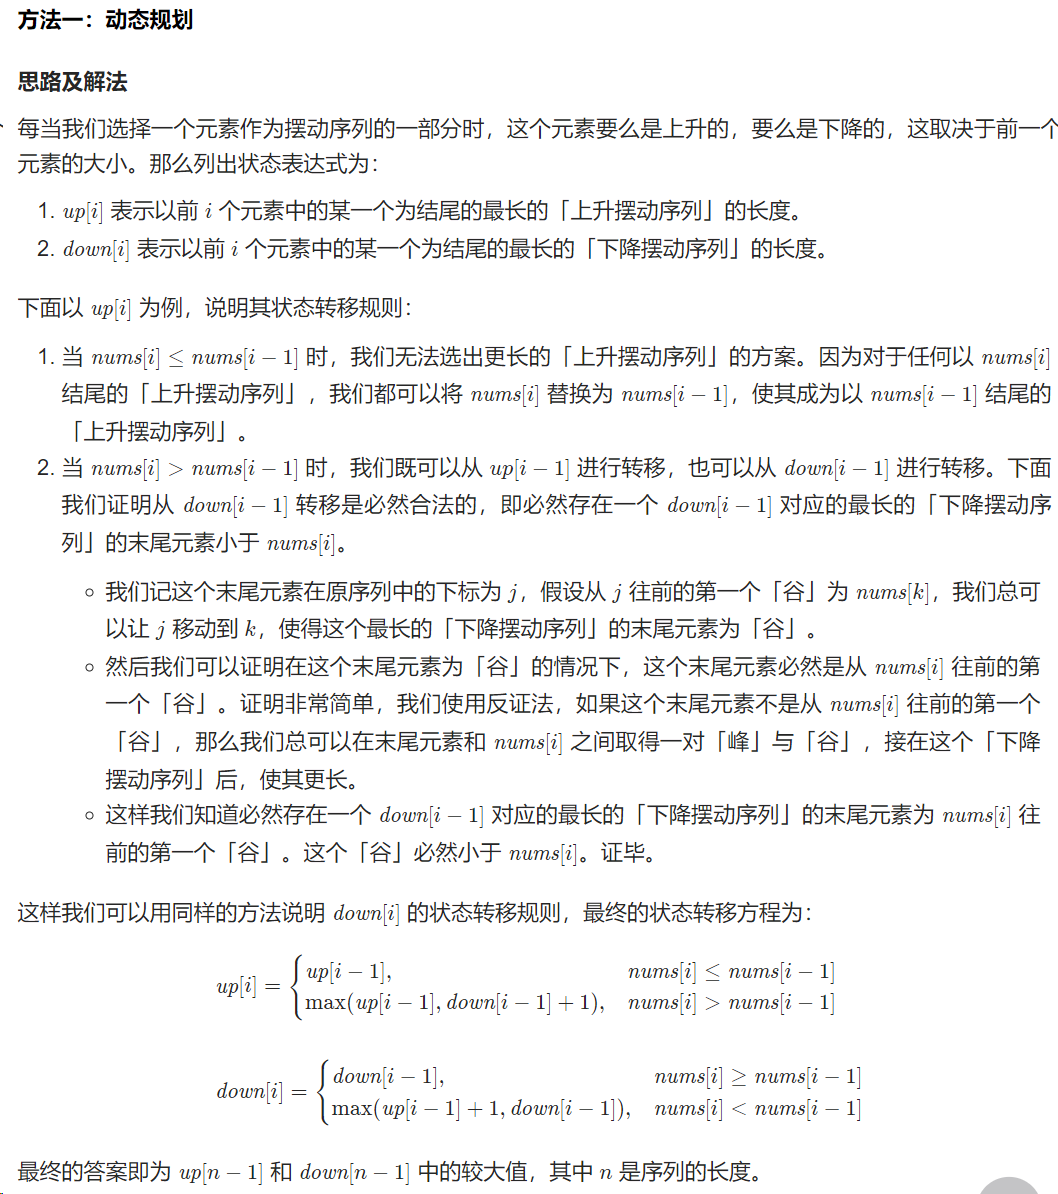 方法一：动态规划
思路及解法
每当我们选择一个元素作为摆动序列的一部分时，这个元素要么是上升的，要么是下降的，这取决于前一个
元素的大小。那么列出状态表达式为：
1. up[i] 表示以前 i 个元素中的某一个为结尾的最长的「上升摆动序列」的长度。
2. down[i] 表示以前 i 个元素中的某一个为结尾的最长的「下降摆动序列」的长度。
下面以 up[i] 为例，说明其状态转移规则：
1. 当 nums[i] ≤ nums[i − 1] 时，我们无法选出更长的「上升摆动序列」的方案。因为对于任何以 nums[i]
结尾的「上升摆动序列」，我们都可以将 nums[i] 替换为 nums[i − 1]，使其成为以 nums[i − 1] 结尾的
「上升摆动序列」。
2. 当 nums[i] > nums[i − 1] 时，我们既可以从 up[i − 1] 进行转移，也可以从 down[i − 1] 进行转移。下面
我们证明从 down[i − 1] 转移是必然合法的，即必然存在一个 down[i − 1] 对应的最长的「下降摆动序
列」的末尾元素小于 nums[i]。
◦ 我们记这个末尾元素在原序列中的下标为 j，假设从 j 往前的第一个「谷」为 nums[k]，我们总可
以让 j 移动到 k，使得这个最长的「下降摆动序列」的末尾元素为「谷」。
◦ 然后我们可以证明在这个末尾元素为「谷」的情况下，这个末尾元素必然是从 nums[i] 往前的第
一个「谷」。证明非常简单，我们使用反证法，如果这个末尾元素不是从 nums[i] 往前的第一个
「谷」，那么我们总可以在末尾元素和 nums[i] 之间取得一对「峰」与「谷」，接在这个「下降
摆动序列」后，使其更长。
◦ 这样我们知道必然存在一个 down[i − 1] 对应的最长的「下降摆动序列」的末尾元素为 nums[i] 往
前的第一个「谷」。这个「谷」必然小于 nums[i]。证毕。
这样我们可以用同样的方法说明 down[i] 的状态转移规则，最终的状态转移方程为：
up[i] = { up[i − 1], nums[i] ≤ nums[i − 1]
max(up[i − 1], down[i − 1] + 1), nums[i] > nums[i − 1]
down[i] = { down[i − 1], nums[i] ≥ nums[i − 1]
max(up[i − 1] + 1, down[i − 1]), nums[i] < nums[i − 1]
最终的答案即为 up[n − 1] 和 down[n − 1] 中的较大值，其中 n 是序列的长度。